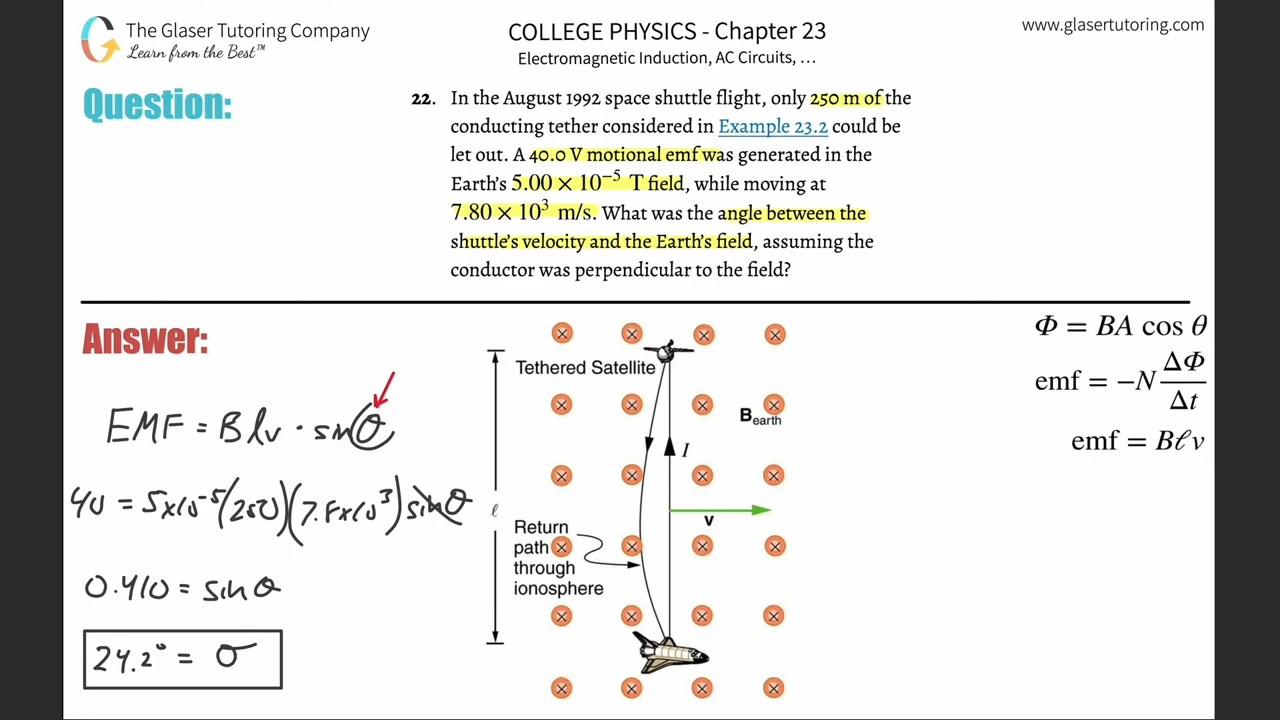 The Glaser Tutoring Company
Learn from the Best™
COLLEGE PHYSICS - Chapter 23
Electromagnetic Induction, AC Circuits, …
www.glasertutoring.com
Question:
22. In the August 1992 space shuttle flight, only 250 m of the
conducting tether considered in Example 23.2 could be
let out. A 40.0 V motional emf was generated in the
Earth's 5.00 × 10⁻⁵ T field, while moving at
7.80 × 10³ m/s. What was the angle between the
shuttle's velocity and the Earth's field, assuming the
conductor was perpendicular to the field?
Answer:
EMF = Blv · sinθ
40 = 5x10⁻⁵(250)(7.8x10³) sinθ
0.410 = sinθ
24.2° = θ
Tethered Satellite
B earth
I
ℓ
v
Return
path
through
ionosphere
Φ = BA cos θ
emf = −N ΔΦ/Δt
emf = Bℓv